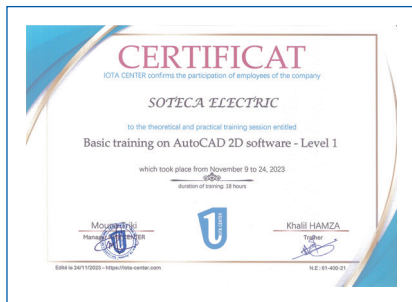 CERTIFICAT
IOTA CENTER confirms the participation of employees of the company
SOTECA ELECTRIC
to the theoretical and practical training session entitled
Basic training on AutoCAD 2D software - Level 1
which took place from November 9 to 24, 2023
duration of training: 18 hours
Khalil HAMZA
Manager IOTA CENTER
Trainer
Edité le 24/11/2023 - https://iota-center.com
N.E : 61-400-21